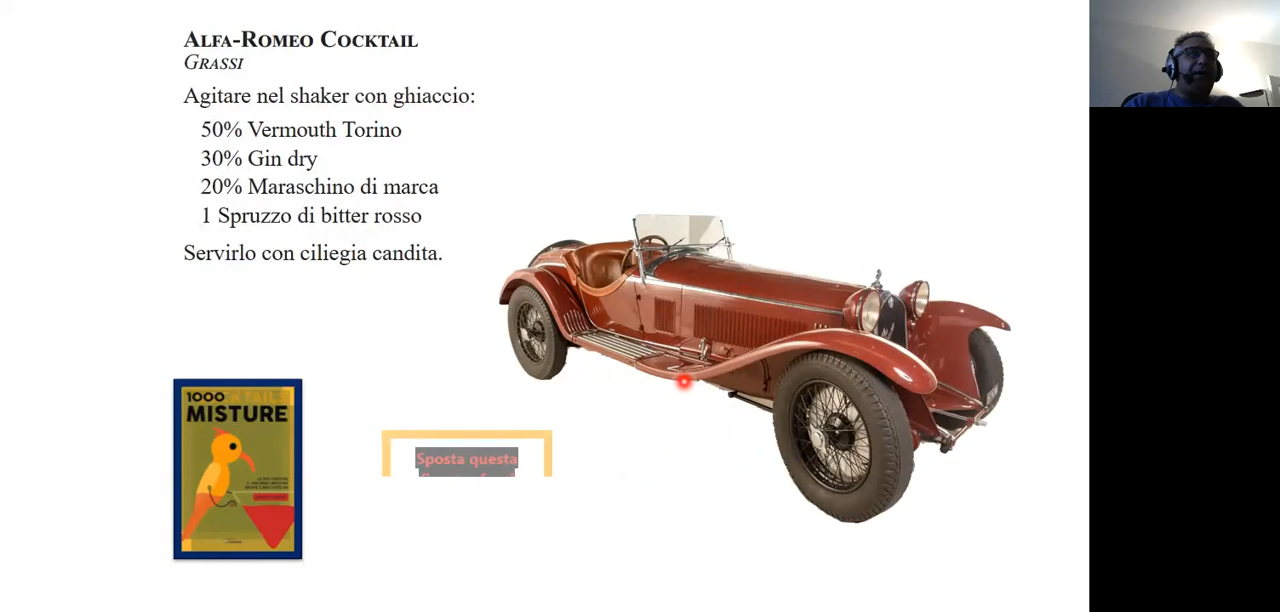 ALFA-ROMEO COCKTAIL
GRASSI
Agitare nel shaker con ghiaccio:
50% Vermouth Torino
30% Gin dry
20% Maraschino di marca
1 Spruzzo di bitter rosso
Servirlo con ciliegia candita.
1000
MISTURE
Sposta questa